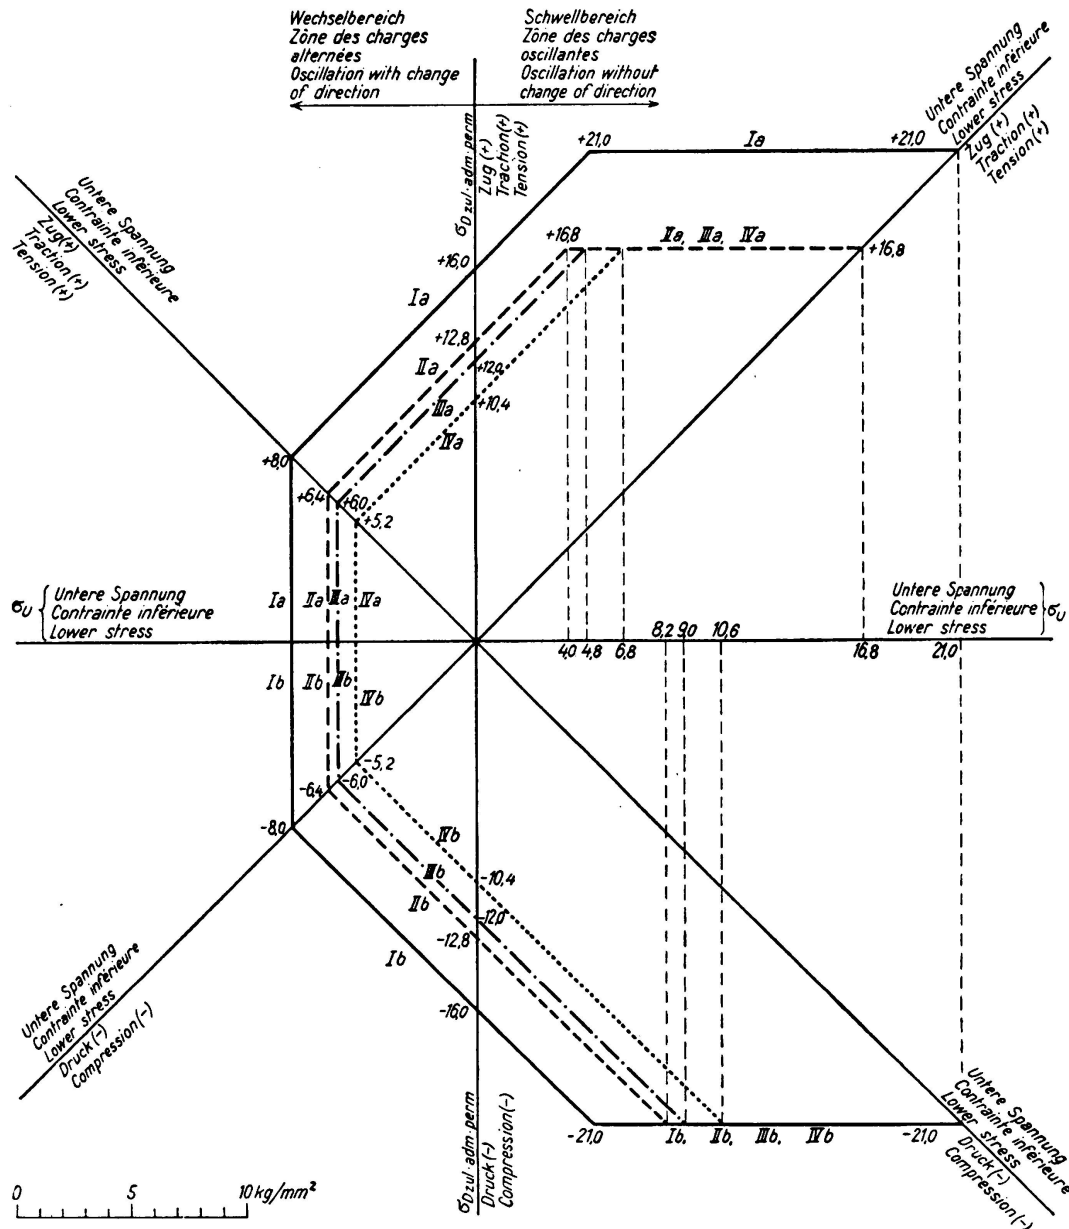 Wechselbereich
Zône des charges
alternées
Oscillation with change
of direction
Schwellbereich
Zône des charges
oscillantes
Oscillation without
change of direction
σD zul·adm·perm
Zug (+)
Traction(+)
Tension(+)
Untere Spannung
Contrainte inférieure
Lower stress
Zug (+)
Traction(+)
Tension(+)
Untere Spannung
Contrainte inférieure
Lower stress
Zug(+)
Traction(+)
Tension(+)
+21,0
Ia
+21,0
+16,8
IIa, IIIa, IVa
+16,8
+16,0
Ia
+12,8
IIa
+12,0
IIIa
+10,4
IVa
+8,0
+6,4
+6,0
+5,2
σU { Untere Spannung
Contrainte inférieure
Lower stress
Ia IIa IIIa IVa
Untere Spannung
Contrainte inférieure
Lower stress } σU
8,2 9,0 10,6
4,0 4,8 6,8 16,8 21,0
Ib IIb IIIb IVb
-5,2
-6,0
-6,4
-8,0
IVb
IIIb
IIb
-10,4
-12,0
-12,8
Ib
-16,0
Untere Spannung
Contrainte inférieure
Lower stress
Druck(-)
Compression(-)
-21,0 Ib, IIb, IIIb, IVb -21,0
σD zul·adm·perm
Druck(-)
Compression(-)
Untere Spannung
Contrainte inférieure
Lower stress
Druck(-)
Compression(-)
0 5 10 kg/mm²